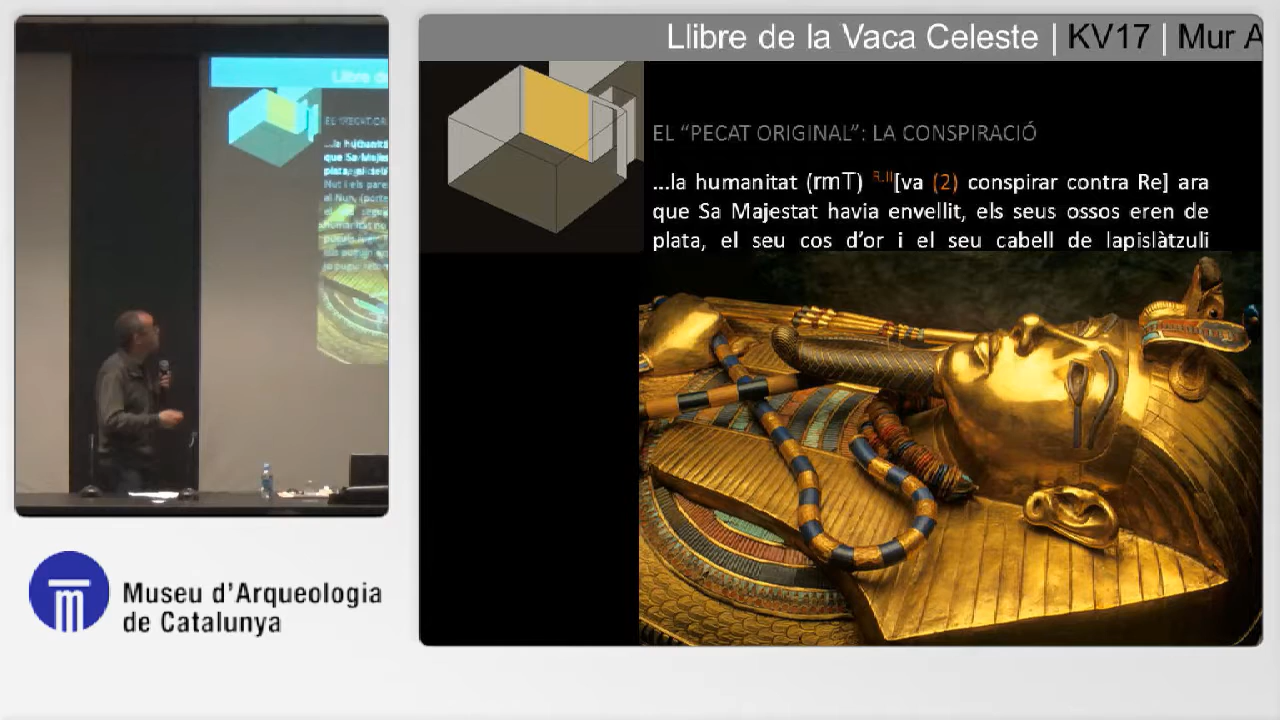 Llibre de la Vaca Celeste | KV17 | Mur A
EL “PECAT ORIGINAL”: LA CONSPIRACIÓ
...la humanitat (rmT) R.II[va (2) conspirar contra Re] ara
que Sa Majestat havia envellit, els seus ossos eren de
plata, el seu cos d’or i el seu cabell de lapislàtzuli
Museu d’Arqueologia
de Catalunya